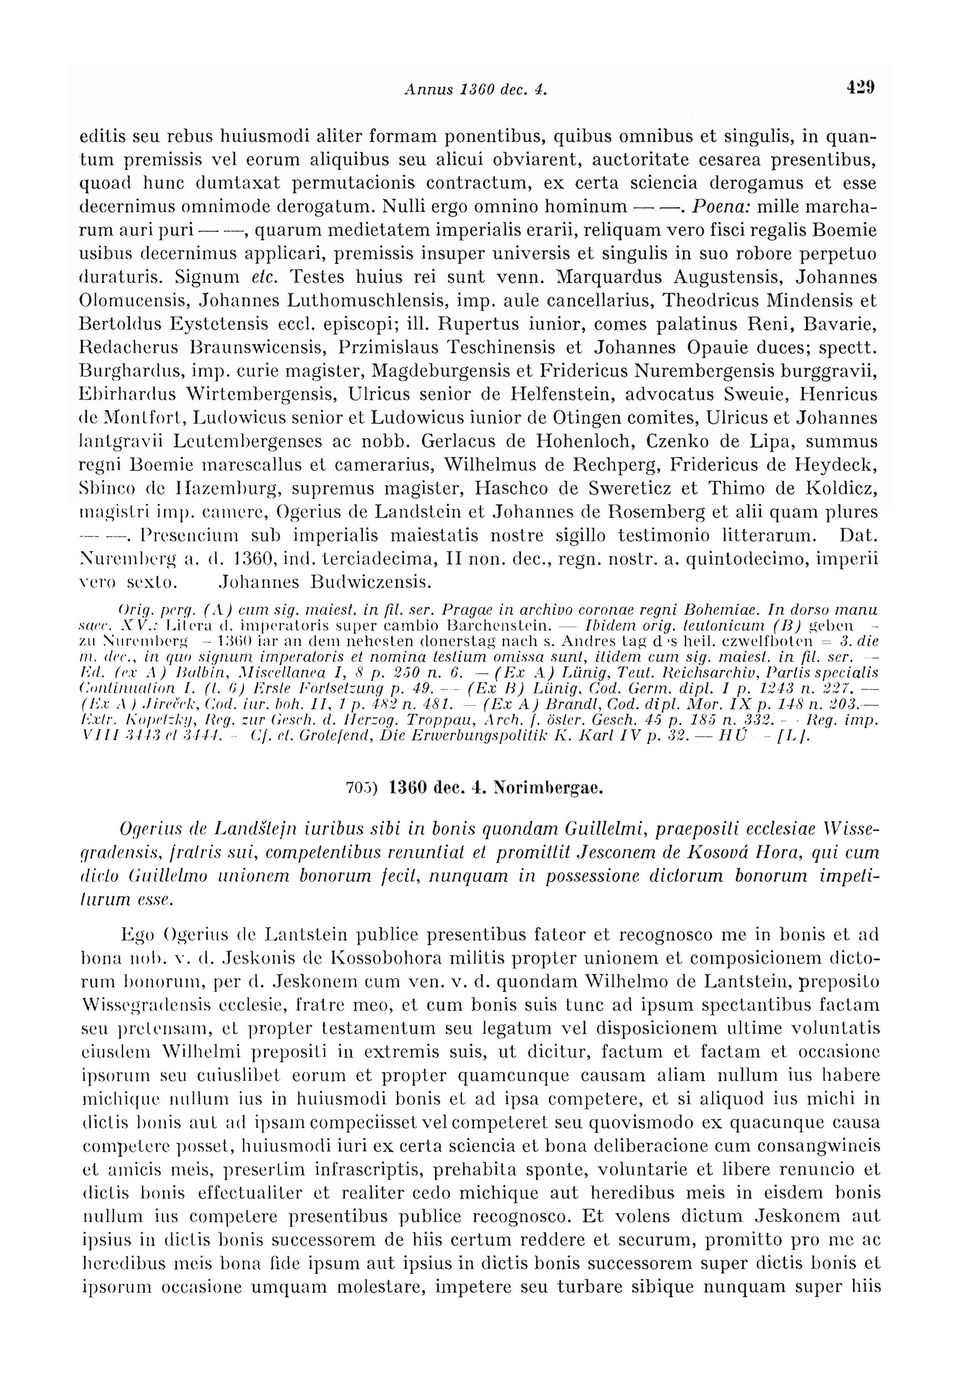 Annus 1360 dec. 4. 429
editis seu rebus huiusmodi aliter formam ponentibus, quibus omnibus et singulis, in quan-
tum premissis vel eorum aliquibus seu alicui obviarent, auctoritate cesarea presentibus,
quoad hunc dumtaxat permutacionis contractum, ex certa sciencia derogamus et esse
decernimus omnimode derogatum. Nulli ergo omnino hominum — —. Poena: mille marcha-
rum auri puri — —, quarum medietatem imperialis erarii, reliquam vero fisci regalis Boemie
usibus decernimus applicari, premissis insuper universis et singulis in suo robore perpetuo
duraturis. Signum etc. Testes huius rei sunt venn. Marquardus Augustensis, Johannes
Olomucensis, Johannes Luthomuschlensis, imp. aule cancellarius, Theodricus Mindensis et
Bertoldus Eystetensis eccl. episcopi; ill. Rupertus iunior, comes palatinus Reni, Bavarie,
Redacherus Braunswicensis, Przimislaus Teschinensis et Johannes Opauie duces; spectt.
Burghardus, imp. curie magister, Magdeburgensis et Fridericus Nurembergensis burggravii,
Ebirhardus Wirtembergensis, Ulricus senior de Helfenstein, advocatus Sweuie, Henricus
de Montfort, Ludowicus senior et Ludowicus iunior de Otingen comites, Ulricus et Johannes
lantgravii Leutembergenses ac nobb. Gerlacus de Hohenloch, Czenko de Lipa, summus
regni Boemie marescallus et camerarius, Wilhelmus de Rechperg, Fridericus de Heydeck,
Sbinco de Hazemburg, supremus magister, Haschco de Swereticz et Thimo de Koldicz,
magistri imp. camere, Ogerius de Landstein et Johannes de Rosemberg et alii quam plures
— —. Presencium sub imperialis maiestatis nostre sigillo testimonio litterarum. Dat.
Nuremberg a. d. 1360, ind. terciadecima, II non. dec., regn. nostr. a. quintodecimo, imperii
vero sexto. Johannes Budwiczensis.
Orig. perg. (A) cum sig. maiest. in fil. ser. Pragae in archivo coronae regni Bohemiae. In dorso manu
saec. XV.: Litera d. imperatoris super cambio Barchenstein. — Ibidem orig. teutonicum (B) geben -
zu Nuremberg - 1360 iar an dem nehesten donerstag nach s. Andres tag d·s heil. czwelfboten = 3. die
m. dec., in quo signum imperatoris et nomina testium omissa sunt, itidem cum sig. maiest. in fil. ser. —
Ed. (ex A) Balbin, Miscellanea I, 8 p. 250 n. 6. — (Ex A) Lünig, Teut. Reichsarchiv, Partis specialis
Continuation I. (t. 6) Erste Fortsetzung p. 49. — (Ex B) Lünig, Cod. Germ. dipl. I p. 1243 n. 227. —
(Ex A) Jireček, Cod. iur. boh. II, 1 p. 482 n. 481. — (Ex A) Brandl, Cod. dipl. Mor. IX p. 148 n. 203.—
Extr. Kopetzky, Reg. zur Gesch. d. Herzog. Troppau, Arch. f. öster. Gesch. 45 p. 185 n. 332. - Reg. imp.
VIII 3443 et 3444. - Cf. et. Grotefend, Die Erwerbungspolitik K. Karl IV p. 32. — HÚ - [L].
705) 1360 dec. 4. Norimbergae.
Ogerius de Landštejn iuribus sibi in bonis quondam Guillelmi, praepositi ecclesiae Wisse-
gradensis, fratris sui, competentibus renuntiat et promittit Jesconem de Kosová Hora, qui cum
dicto Guillelmo unionem bonorum fecit, nunquam in possessione dictorum bonorum impeti-
turum esse.
Ego Ogerius de Lantstein publice presentibus fateor et recognosco me in bonis et ad
bona nob. v. d. Jeskonis de Kossobohora militis propter unionem et composicionem dicto-
rum bonorum, per d. Jeskonem cum ven. v. d. quondam Wilhelmo de Lantstein, preposito
Wissegradensis ecclesie, fratre meo, et cum bonis suis tunc ad ipsum spectantibus factam
seu pretensam, et propter testamentum seu legatum vel disposicionem ultime voluntatis
eiusdem Wilhelmi prepositi in extremis suis, ut dicitur, factum et factam et occasione
ipsorum seu cuiuslibet eorum et propter quamcunque causam aliam nullum ius habere
michique nullum ius in huiusmodi bonis et ad ipsa competere, et si aliquod ius michi in
dictis bonis aut ad ipsam compeciisset vel competeret seu quovismodo ex quacunque causa
competere posset, huiusmodi iuri ex certa sciencia et bona deliberacione cum consangwineis
et amicis meis, presertim infrascriptis, prehabita sponte, voluntarie et libere renuncio et
dictis bonis effectualiter et realiter cedo michique aut heredibus meis in eisdem bonis
nullum ius competere presentibus publice recognosco. Et volens dictum Jeskonem aut
ipsius in dictis bonis successorem de hiis certum reddere et securum, promitto pro me ac
heredibus meis bona fide ipsum aut ipsius in dictis bonis successorem super dictis bonis et
ipsorum occasione umquam molestare, impetere seu turbare sibique nunquam super hiis